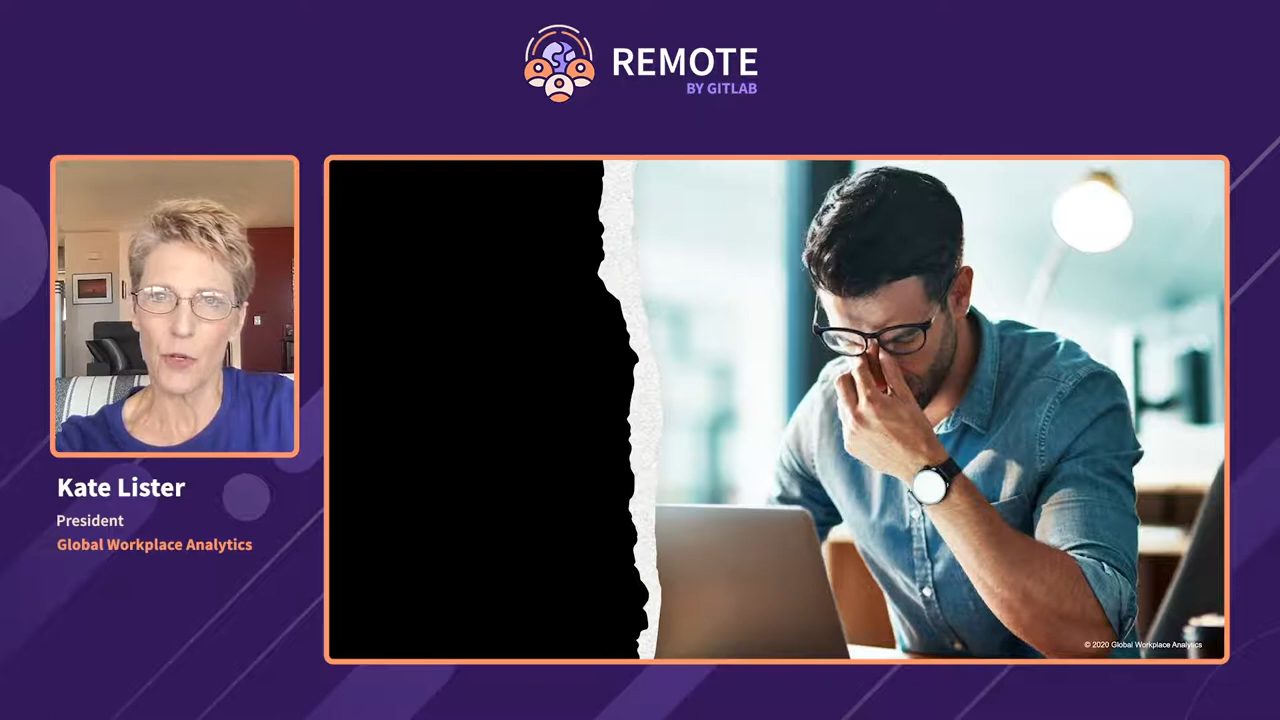 REMOTE
BY GITLAB
Kate Lister
President
Global Workplace Analytics
© 2020 Global Workplace Analytics